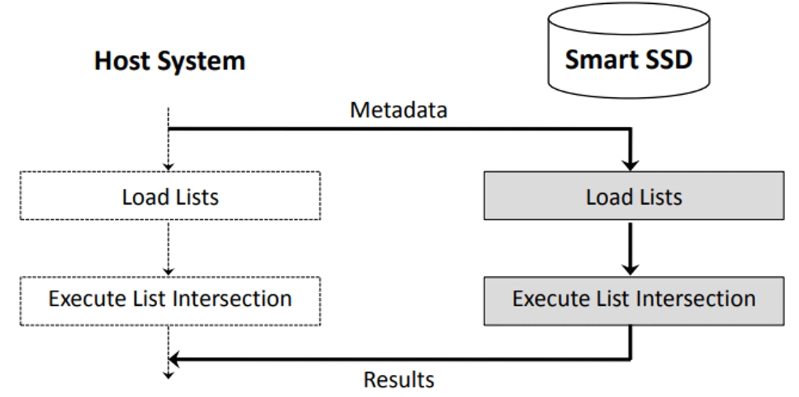 Host System
Smart SSD
Metadata
Load Lists
Load Lists
Execute List Intersection
Execute List Intersection
Results